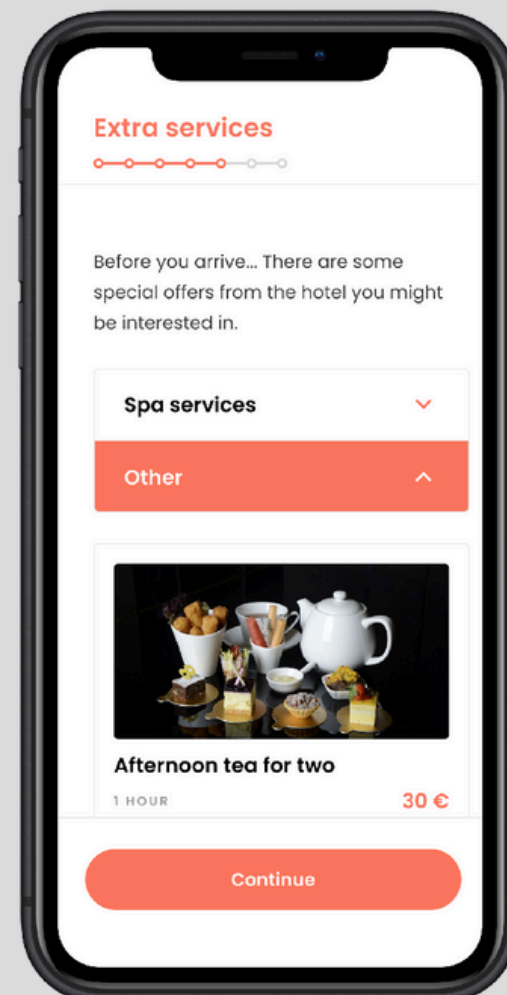 Extra services
Before you arrive... There are some
special offers from the hotel you might
be interested in.
Spa services
Other
Afternoon tea for two
1 HOUR
30 €
Continue